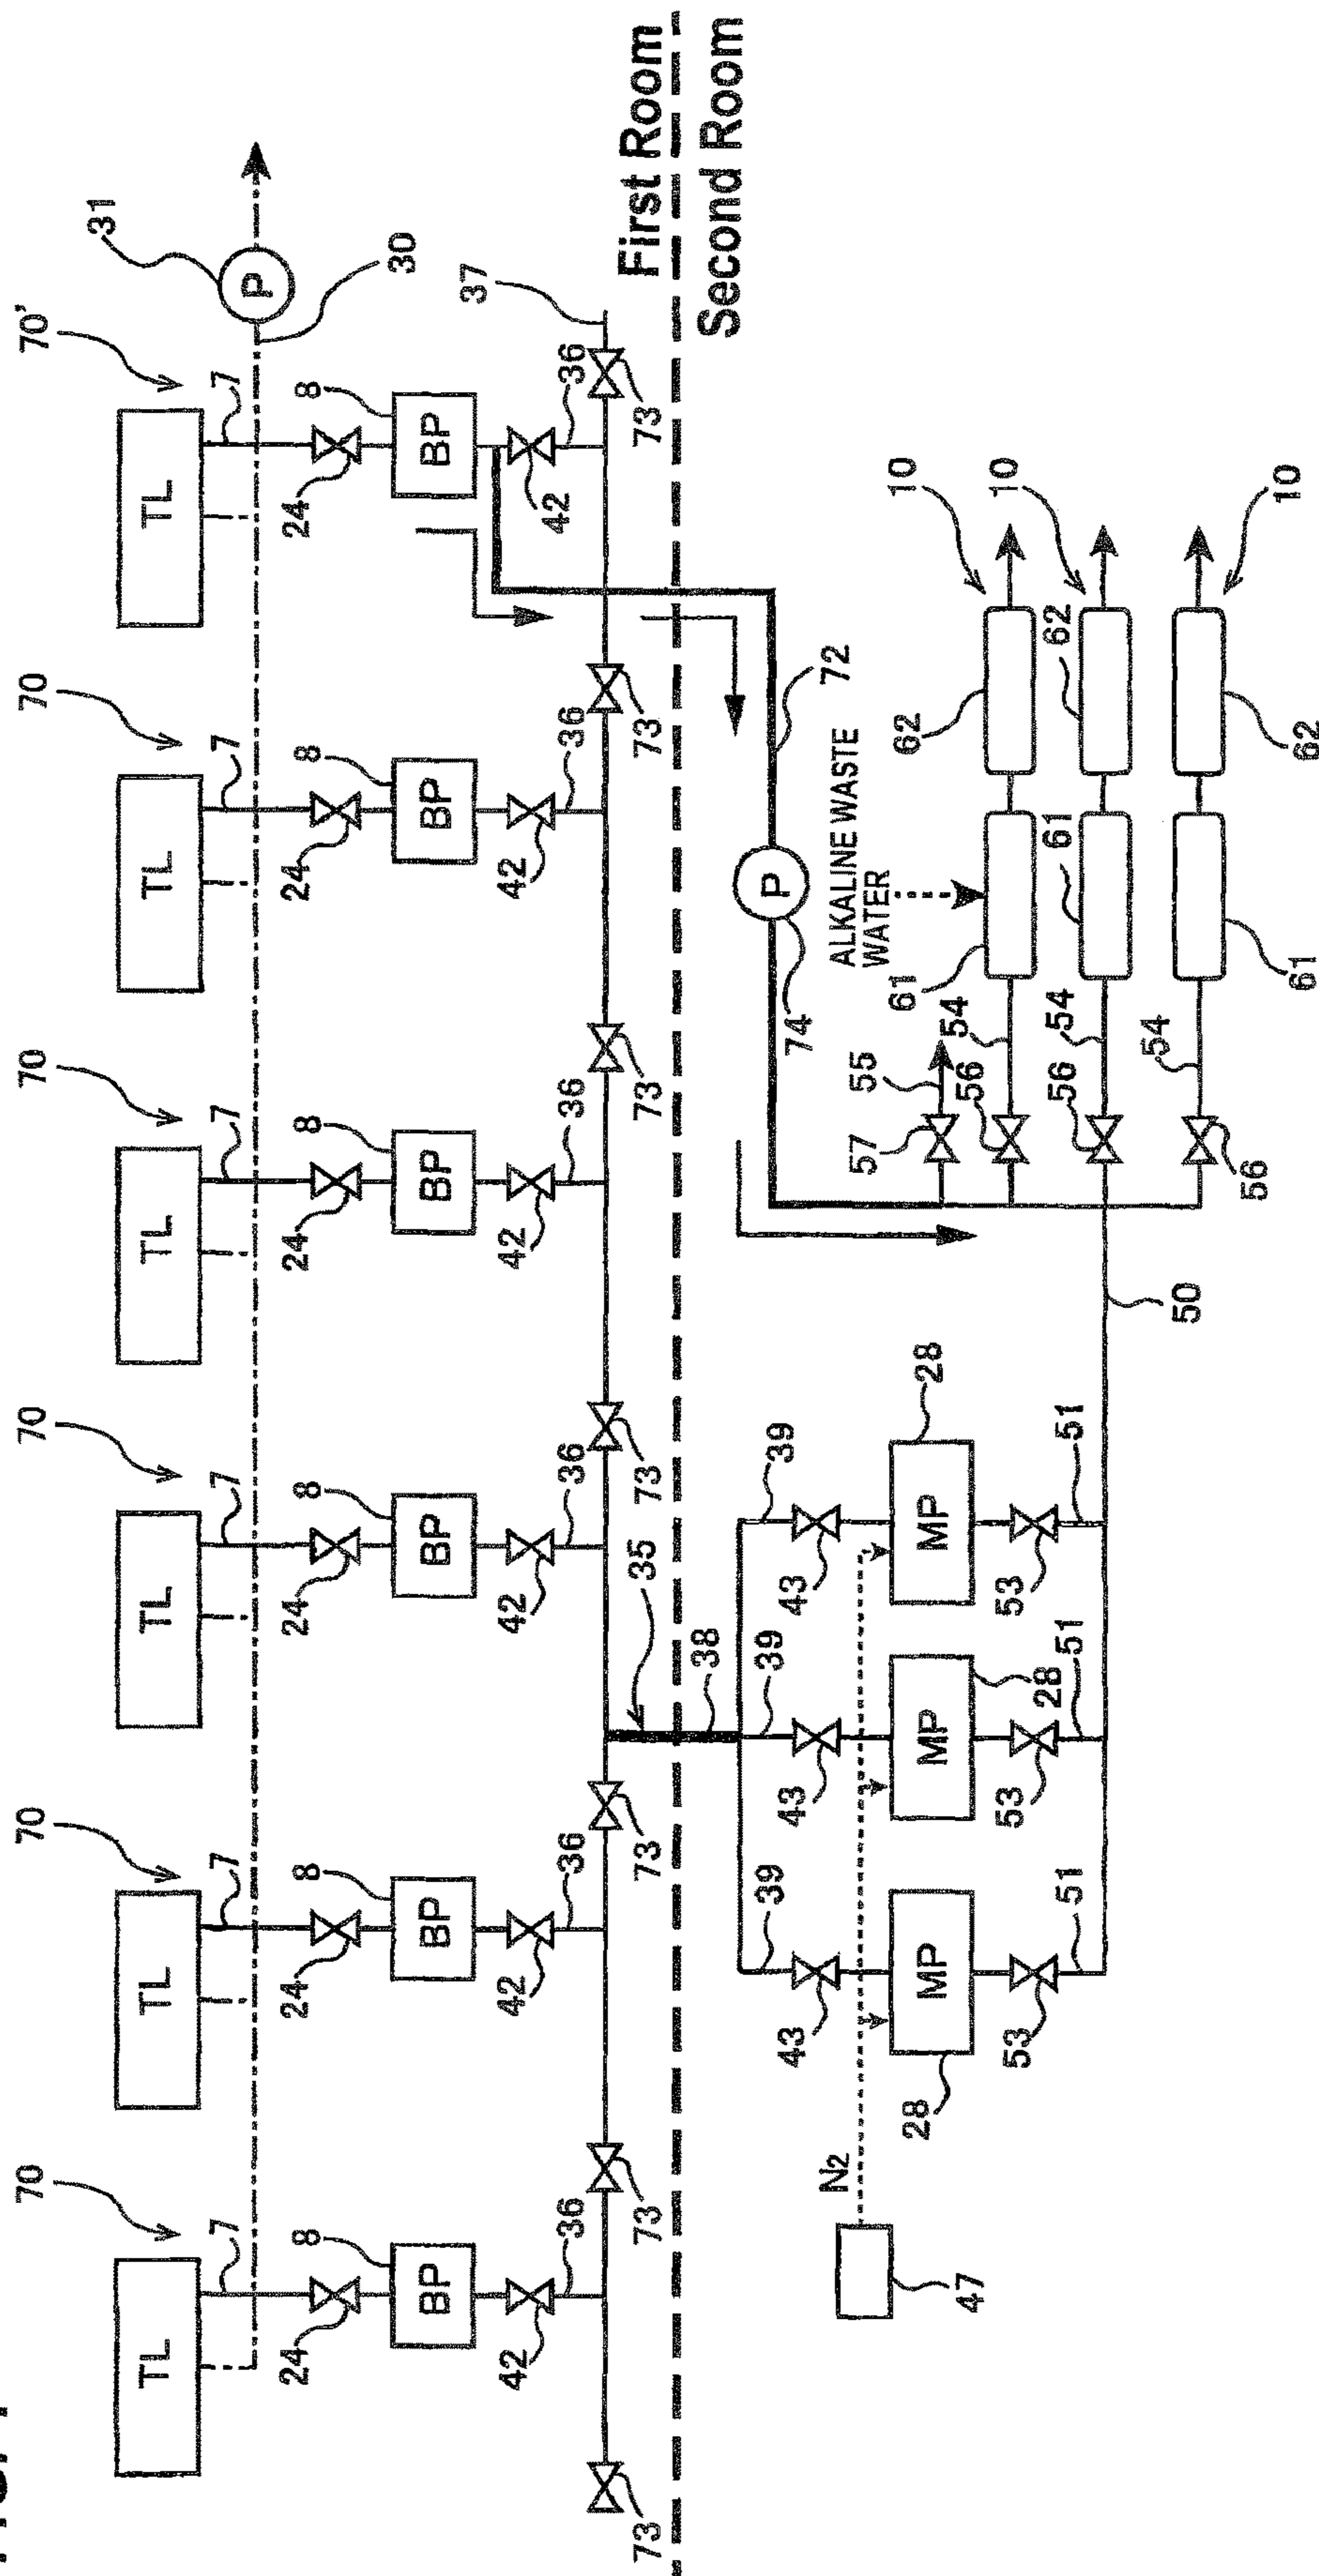 70 70 70 70 70 70'
31
7 7 7 7 7 7
TL TL TL TL TL TL
P
30
24 24 24 24 24 24
8 8 8 8 8 8
BP BP BP BP BP BP
37
42 36 42 36 42 36 42 36 42 36 42 36
73 73 73 73 73 73 73
First Room
Second Room
35
38
39 39 39
43 43 43
N2
47
MP MP MP
28 28 28
53 51 53 51 53 51
50
P
74
72
ALKALINE WASTE
WATER
57 55
56 54 61 62 10
56 54 61 62 10
56 54 61 62 10